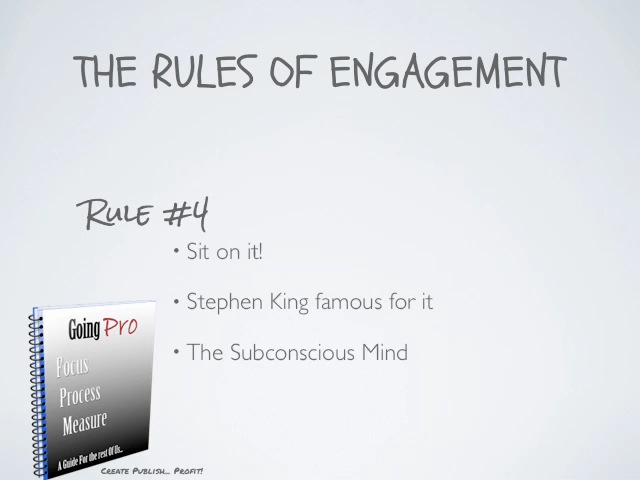 THE RULES OF ENGAGEMENT
RULE #4
• Sit on it!
• Stephen King famous for it
• The Subconscious Mind
Going Pro
Focus
Process
Measure
A Guide For the rest Of Us...
CREATE PUBLISH... PROFIT!